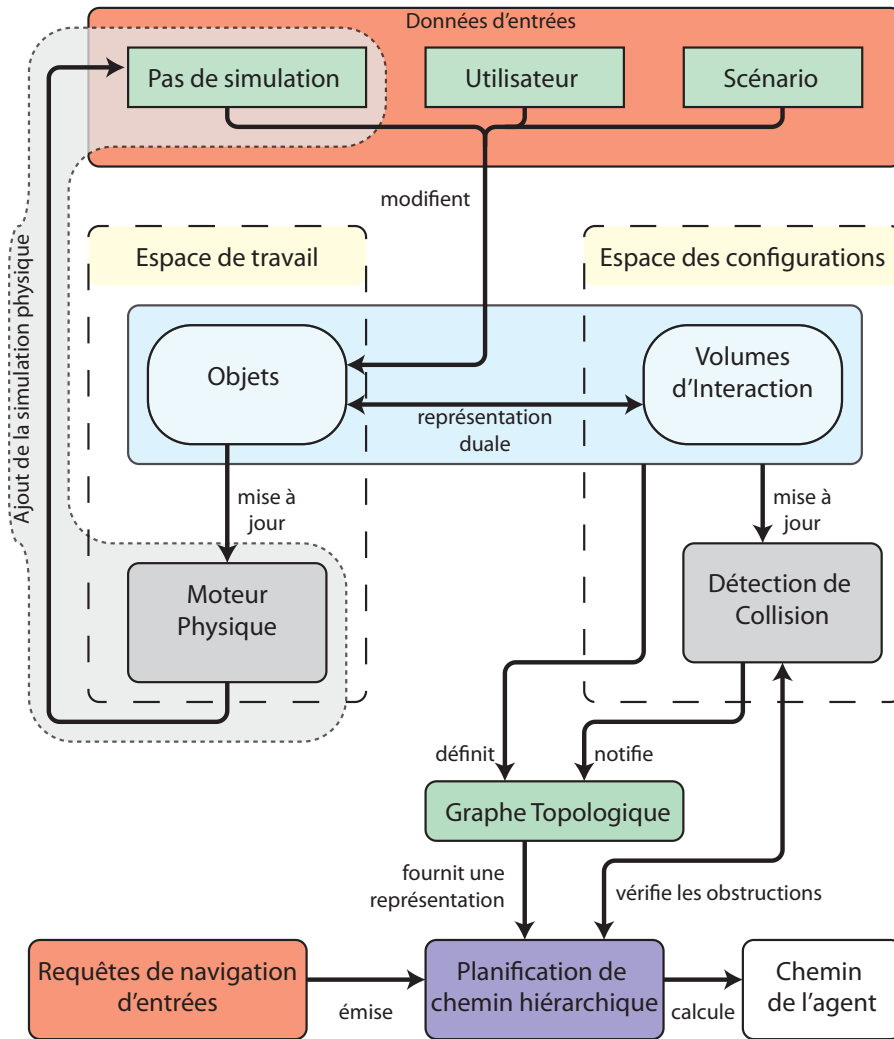 Données d'entrées
Pas de simulation
Utilisateur
Scénario
modifient
Ajout de la simulation physique
Espace de travail
Espace des configurations
Objets
Volumes
d'Interaction
représentation
duale
mise à
jour
mise à
jour
Moteur
Physique
Détection de
Collision
définit
notifie
Graphe Topologique
fournit une
représentation
vérifie les obstructions
Requêtes de navigation
d'entrées
émise
Planification de
chemin hiérarchique
calcule
Chemin
de l'agent